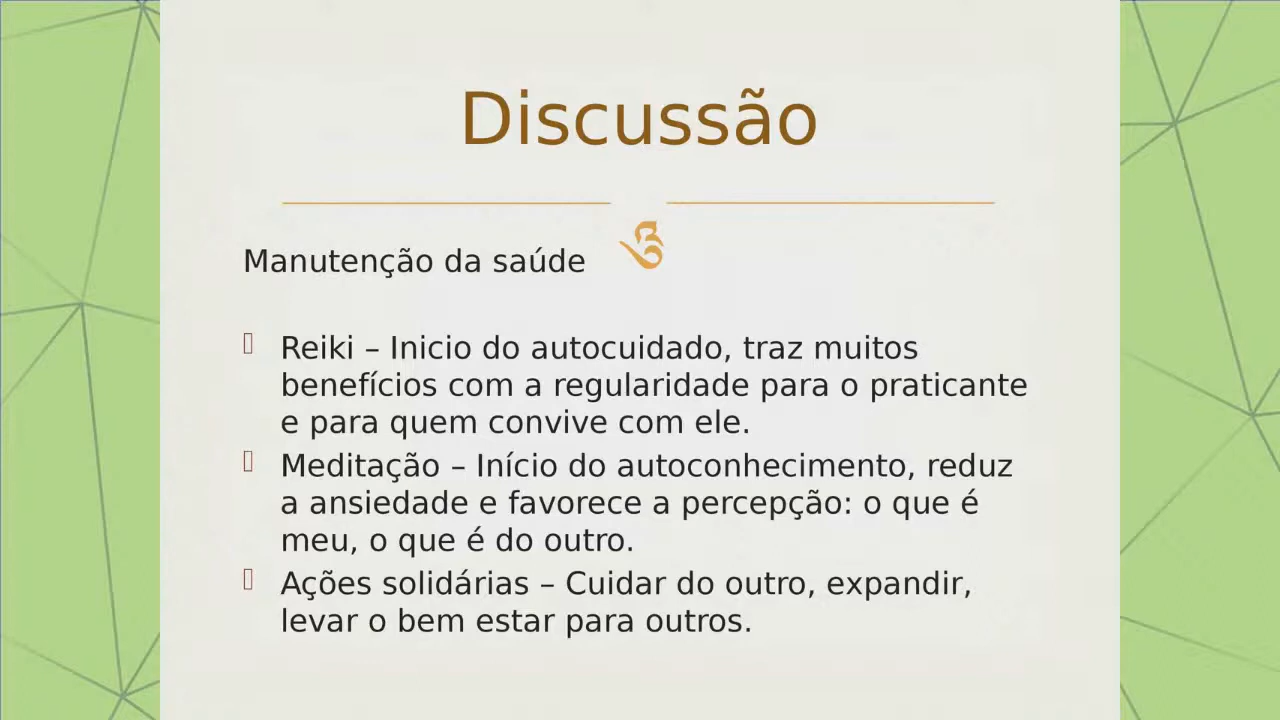 Discussão
Manutenção da saúde
Reiki – Inicio do autocuidado, traz muitos
benefícios com a regularidade para o praticante
e para quem convive com ele.
Meditação – Início do autoconhecimento, reduz
a ansiedade e favorece a percepção: o que é
meu, o que é do outro.
Ações solidárias – Cuidar do outro, expandir,
levar o bem estar para outros.